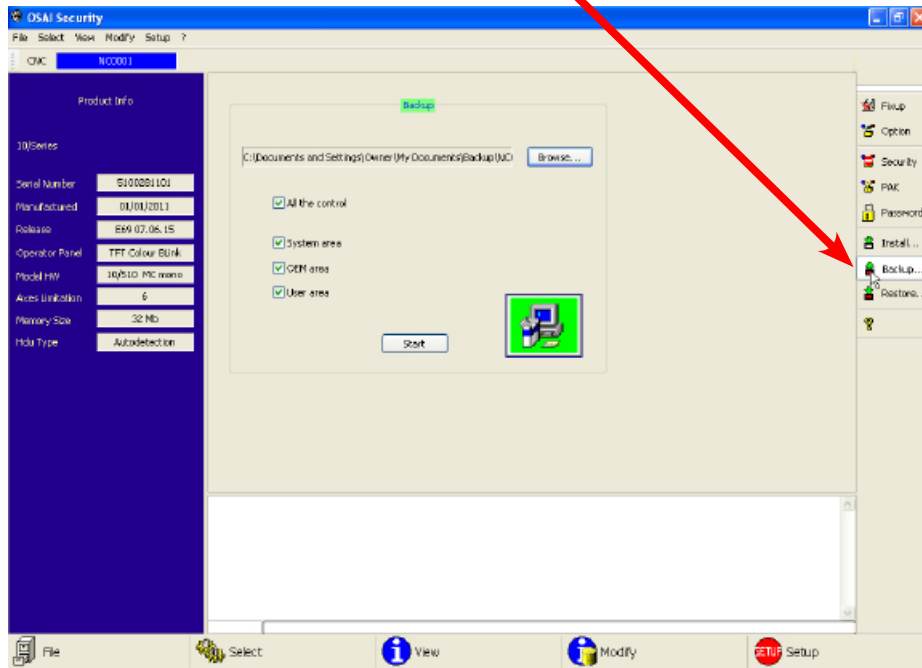 OSAI Security
File Select View Modify Setup ?
CNC NC0001
Product Info
10/Series
Serial Number 5100281101
Manufactured 01/01/2011
Release E69 07.06.15
Operator Panel TFT Colour BLink
Model HW 10/510 MC mono
Axes Limitation 6
Memory Size 32 Mb
Hdu Type Autodetection
Backup
C:\Documents and Settings\Owner\My Documents\Backup\NC Browse...
All the control
System area
OEM area
User area
Start
Fixup
Option
Security
PAK
Password
Install...
Backup...
Restore..
?
File Select View Modify SETUP Setup